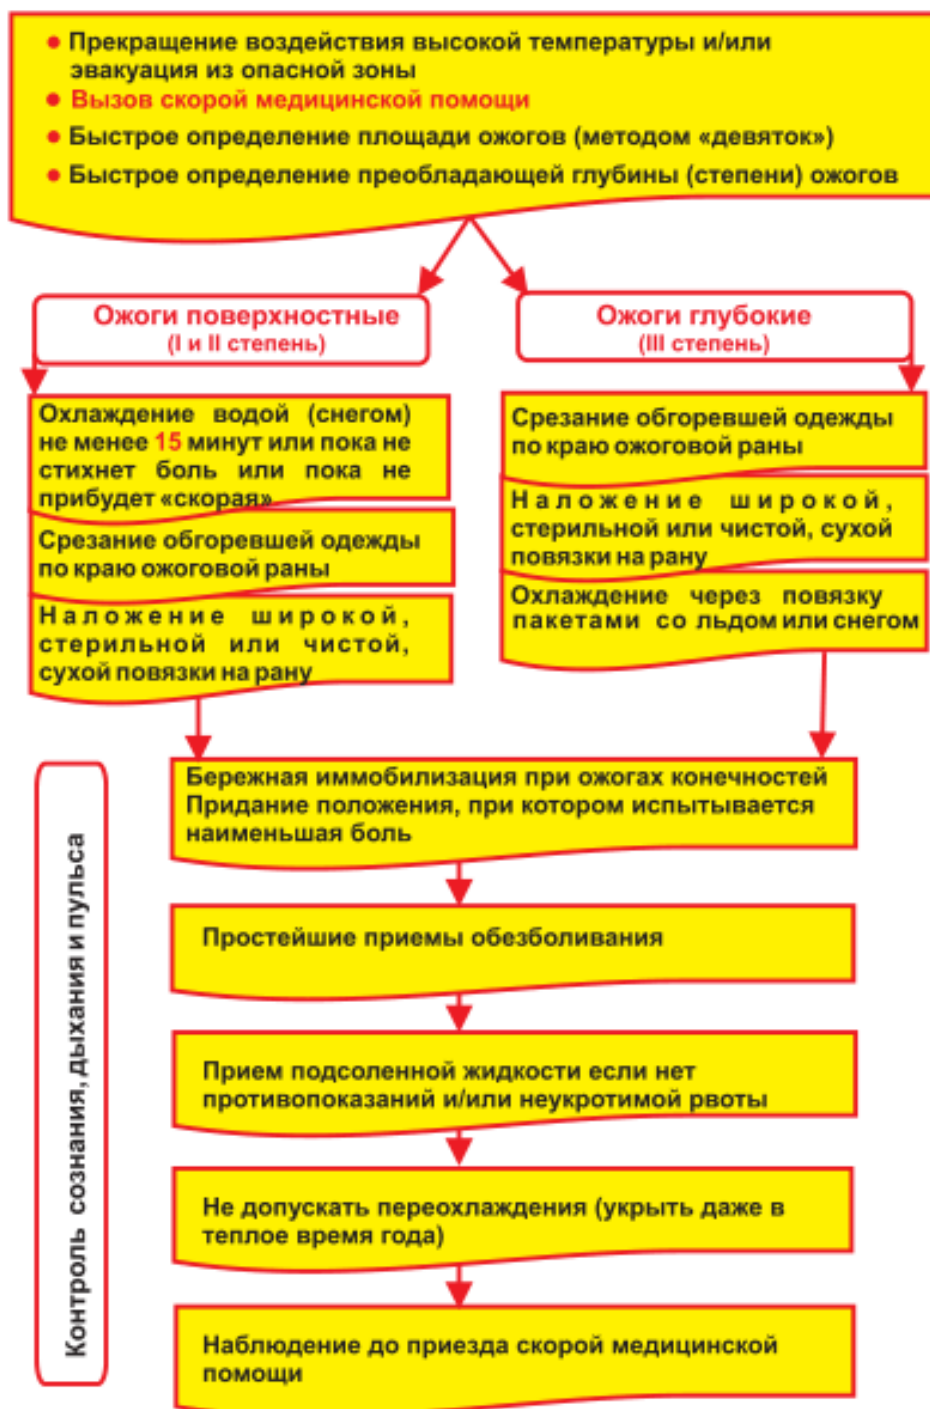 • Прекращение воздействия высокой температуры и/или
эвакуация из опасной зоны
• Вызов скорой медицинской помощи
• Быстрое определение площади ожогов (методом «девяток»)
• Быстрое определение преобладающей глубины (степени) ожогов
Ожоги поверхностные
(I и II степень)
Охлаждение водой (снегом)
не менее 15 минут или пока не
стихнет боль или пока не
прибудет «скорая»
Срезание обгоревшей одежды
по краю ожоговой раны
Наложение широкой,
стерильной или чистой,
сухой повязки на рану
Ожоги глубокие
(III степень)
Срезание обгоревшей одежды
по краю ожоговой раны
Наложение широкой,
стерильной или чистой, сухой
повязки на рану
Охлаждение через повязку
пакетами со льдом или снегом
Контроль сознания, дыхания и пульса
Бережная иммобилизация при ожогах конечностей
Придание положения, при котором испытывается
наименьшая боль
Простейшие приемы обезболивания
Прием подсоленной жидкости если нет
противопоказаний и/или неукротимой рвоты
Не допускать переохлаждения (укрыть даже в
теплое время года)
Наблюдение до приезда скорой медицинской
помощи